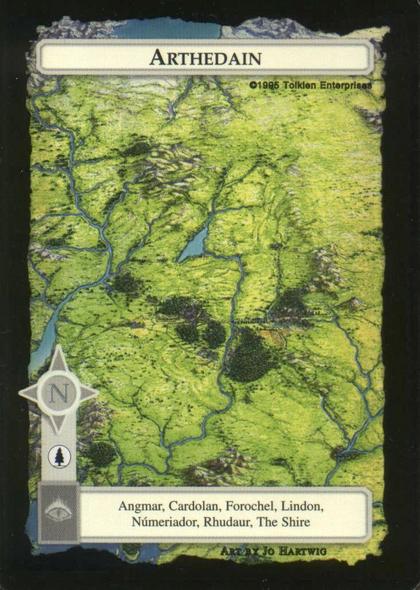 ARTHEDAIN
©1995 Tolkien Enterprises
N
Angmar, Cardolan, Forochel, Lindon,
Númeriador, Rhudaur, The Shire
ART BY JO HARTWIG